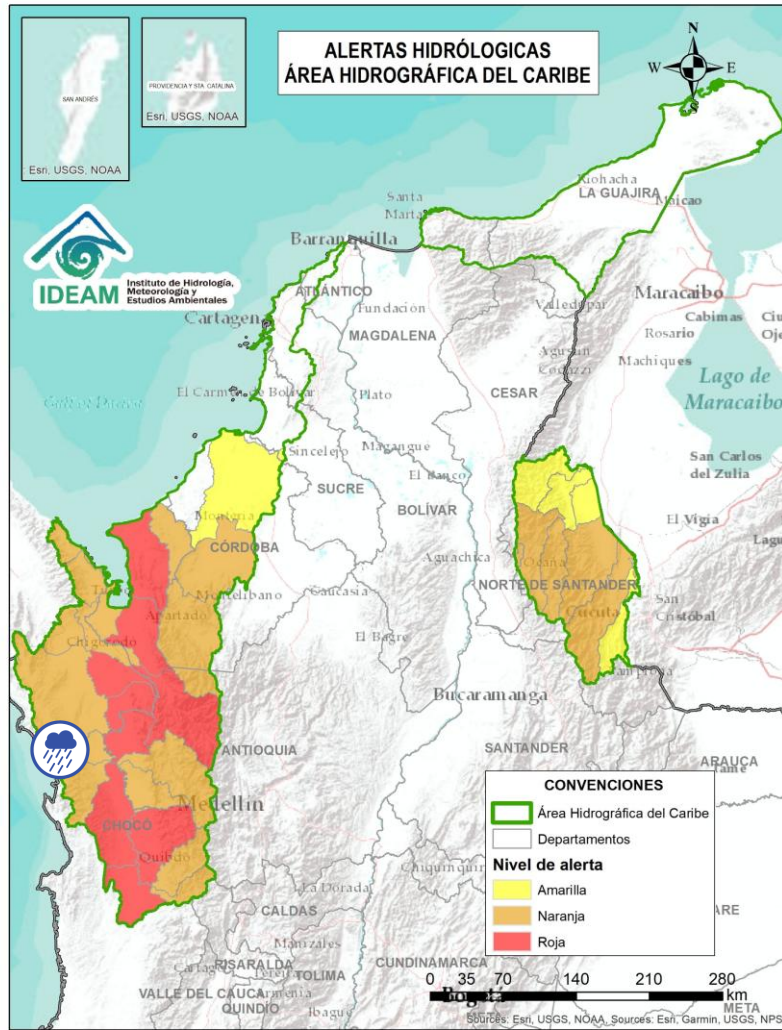 ALERTAS HIDRÓLOGICAS
ÁREA HIDROGRÁFICA DEL CARIBE
N
W
E
S
SAN ANDRÉS
Esri, USGS, NOAA
PROVIDENCIA Y STA. CATALINA
Esri, USGS, NOAA
IDEAM
Instituto de Hidrología,
Meteorología y
Estudios Ambientales
Riohacha
LA GUAJIRA
Maicao
Santa
Marta
Barranquilla
ATLÁNTICO
Cartagena
Fundación
Valledupar
Maracaibo
MAGDALENA
Cabimas
Rosario
Agustín
Codazzi
Machiques
El Carmen de Bolívar
Plato
CESAR
Lago de
Maracaibo
Sincelejo
Magangue
El Banco
San Carlos
del Zulia
SUCRE
BOLÍVAR
Montería
El Vigía
CÓRDOBA
Aguachica
Ocaña
NORTE DE SANTANDER
Montelíbano
Caucasia
Apartadó
San
Cristóbal
Cúcuta
Chigorodó
El Bagre
Pamplona
Bucaramanga
ANTIOQUIA
SANTANDER
ARAUCA
Medellín
CHOCÓ
Quibdó
La Dorada
CALDAS
Manizales
RISARALDA
TOLIMA
CUNDINAMARCA
VALLE DEL CAUCA
Armenia
QUINDÍO
Ibague
Bogotá
META
META
CONVENCIONES
Área Hidrográfica del Caribe
Departamentos
Nivel de alerta
Amarilla
Naranja
Roja
0 35 70 140 210 280
km
Sources: Esri, USGS, NOAA, Sources: Esri, Garmin, USGS, NPS